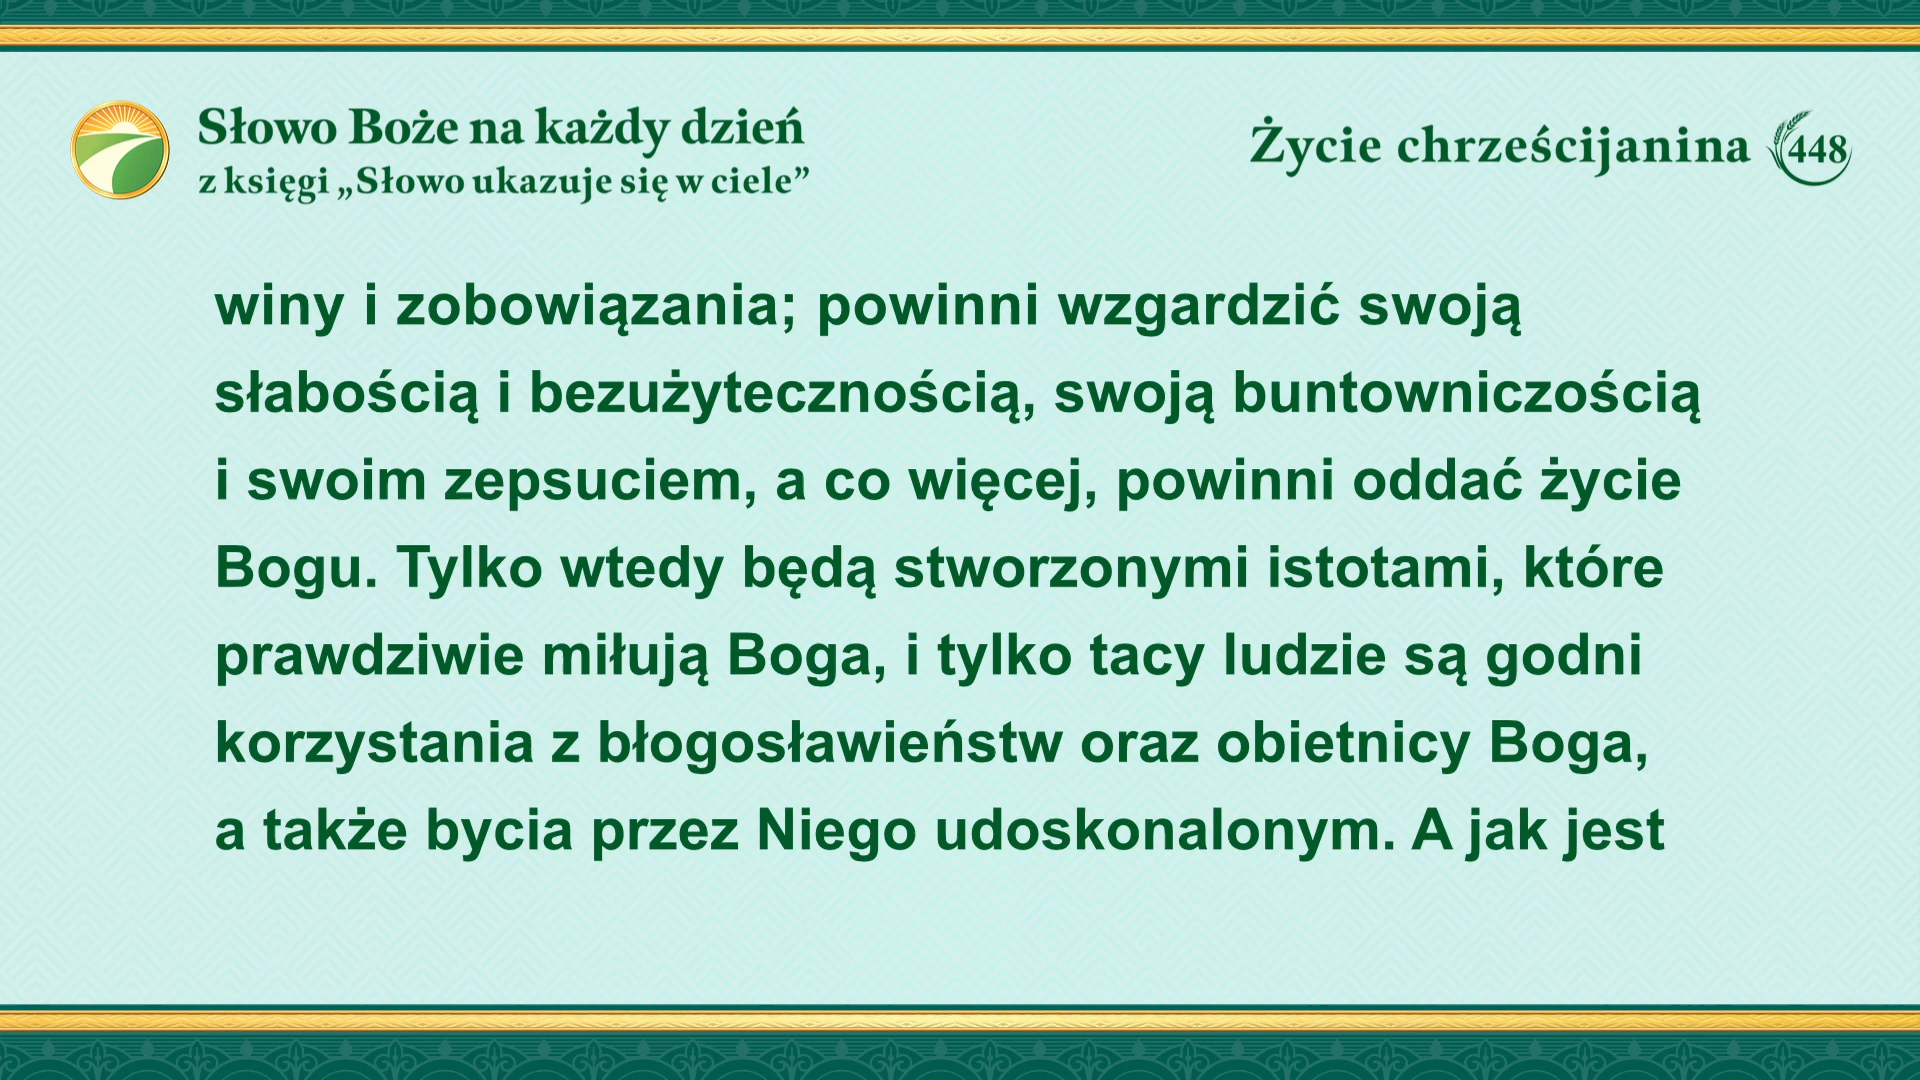 Słowo Boże na każdy dzień
z księgi „Słowo ukazuje się w ciele”
Życie chrześcijanina 448
winy i zobowiązania; powinni wzgardzić swoją
słabością i bezużytecznością, swoją buntowniczością
i swoim zepsuciem, a co więcej, powinni oddać życie
Bogu. Tylko wtedy będą stworzonymi istotami, które
prawdziwie miłują Boga, i tylko tacy ludzie są godni
korzystania z błogosławieństw oraz obietnicy Boga,
a także bycia przez Niego udoskonalonym. A jak jest